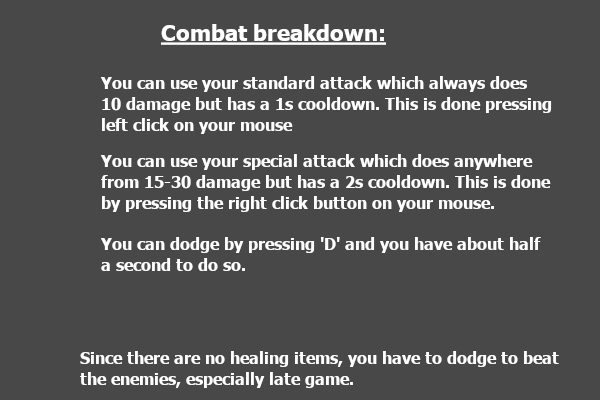 Combat breakdown:
You can use your standard attack which always does
10 damage but has a 1s cooldown. This is done pressing
left click on your mouse
You can use your special attack which does anywhere
from 15-30 damage but has a 2s cooldown. This is done
by pressing the right click button on your mouse.
You can dodge by pressing 'D' and you have about half
a second to do so.
Since there are no healing items, you have to dodge to beat
the enemies, especially late game.